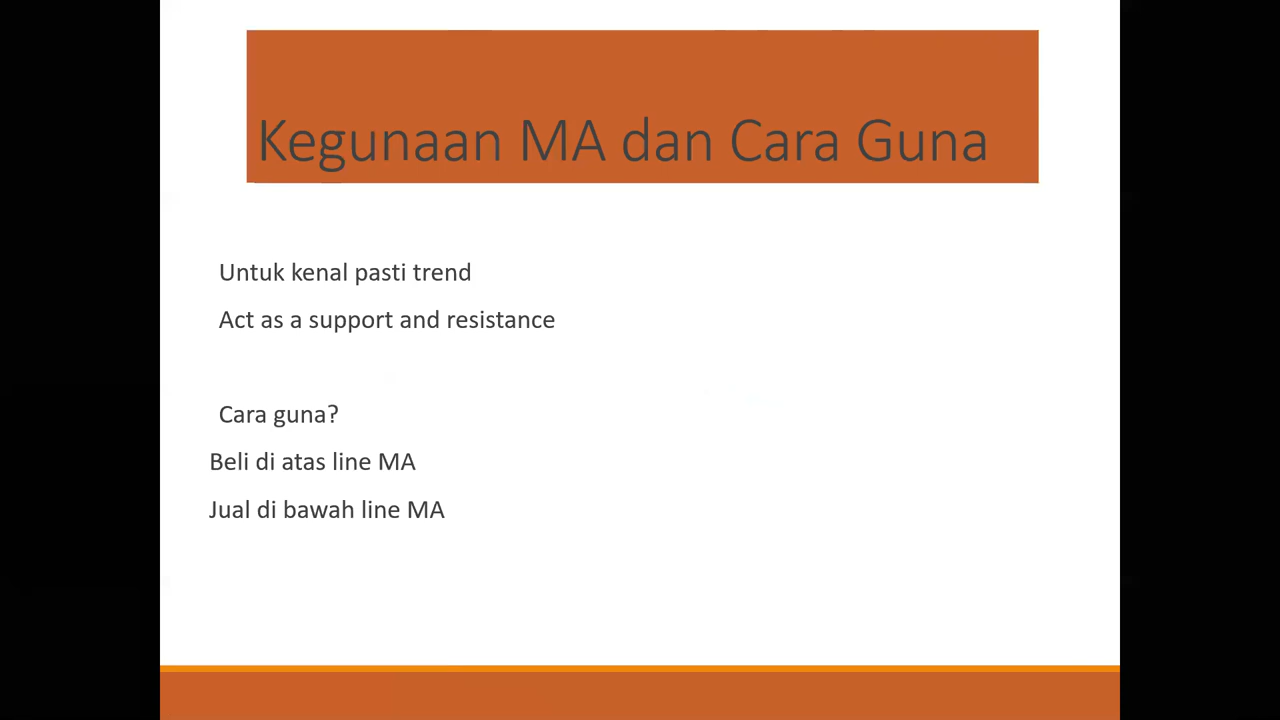 Kegunaan MA dan Cara Guna
Untuk kenal pasti trend
Act as a support and resistance
Cara guna?
Beli di atas line MA
Jual di bawah line MA